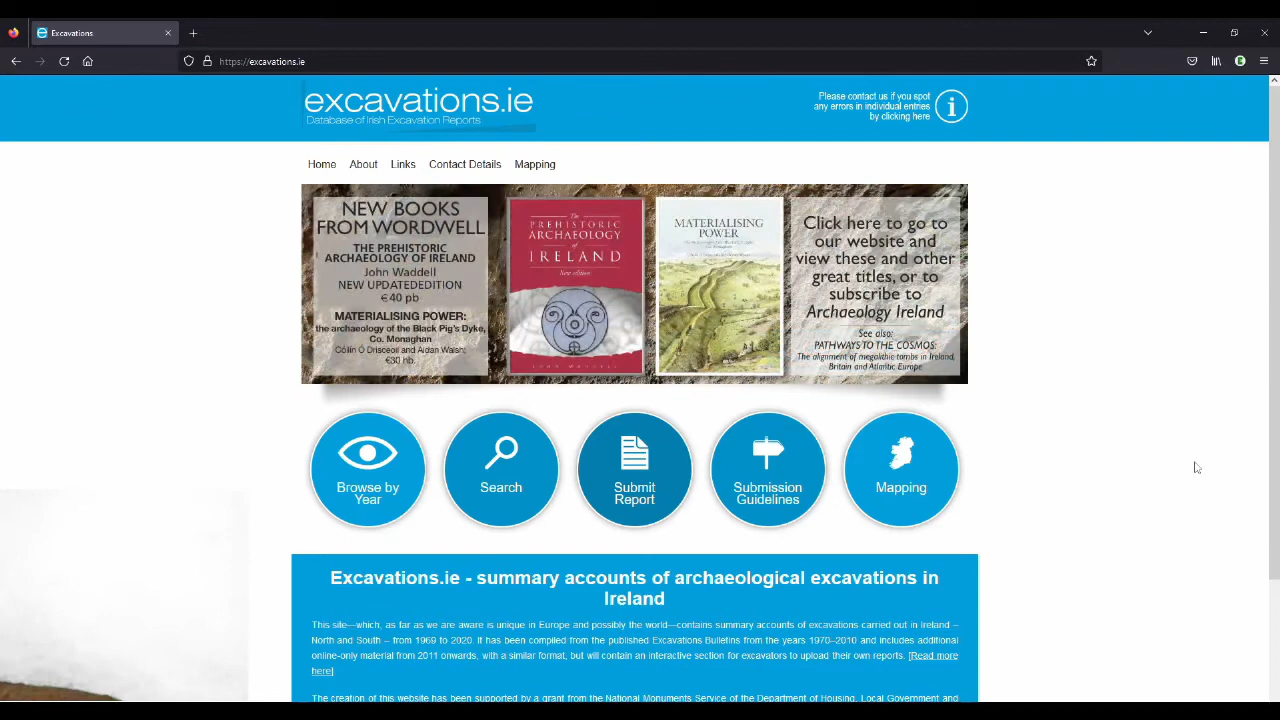 Excavations
https://excavations.ie
excavations.ie
Database of Irish Excavation Reports
Please contact us if you spot
any errors in individual entries
by clicking here
Home About Links Contact Details Mapping
NEW BOOKS
FROM WORDWELL
THE PREHISTORIC
ARCHAEOLOGY OF IRELAND
John Waddell
NEW UPDATEDEDITION
€40 pb
MATERIALISING POWER:
the archaeology of the Black Pig's Dyke,
Co. Monaghan
Cóilín Ó Drisceoil and Aidan Walsh;
€30 hb.
The
PREHISTORIC
ARCHAEOLOGY
of
IRELAND
New edition
JOHN WADDELL
MATERIALISING
POWER
Click here to go to
our website and
view these and other
great titles, or to
subscribe to
Archaeology Ireland
See also:
PATHWAYS TO THE COSMOS:
The alignment of megalithic tombs in Ireland,
Britain and Atlantic Europe
Browse by
Year
Search
Submit
Report
Submission
Guidelines
Mapping
Excavations.ie - summary accounts of archaeological excavations in
Ireland
This site—which, as far as we are aware is unique in Europe and possibly the world—contains summary accounts of excavations carried out in Ireland –
North and South – from 1969 to 2020. It has been compiled from the published Excavations Bulletins from the years 1970–2010 and includes additional
online-only material from 2011 onwards, with a similar format, but will contain an interactive section for excavators to upload their own reports. [Read more
here]
The creation of this website has been supported by a grant from the National Monuments Service of the Department of Housing, Local Government and